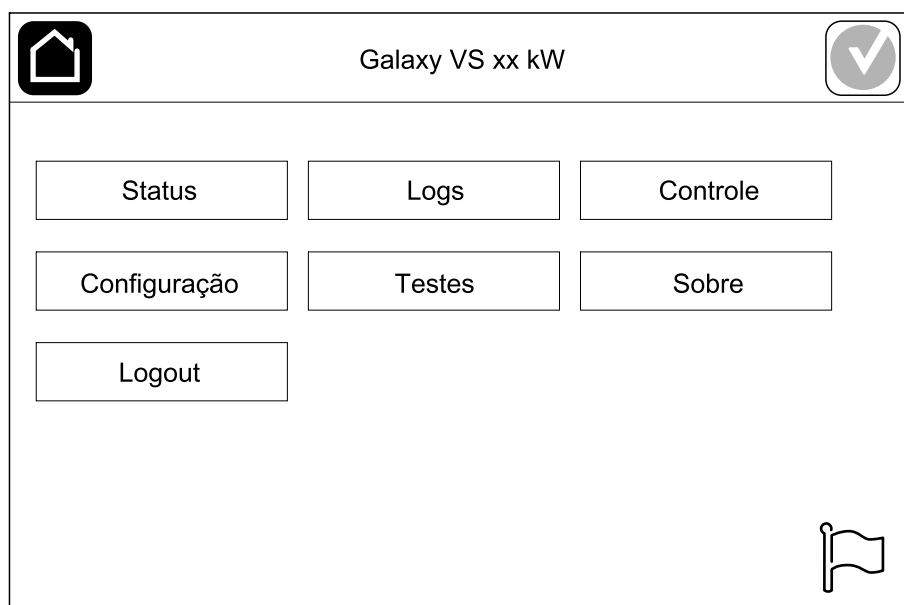 Galaxy VS xx kW
Status
Logs
Controle
Configuração
Testes
Sobre
Logout